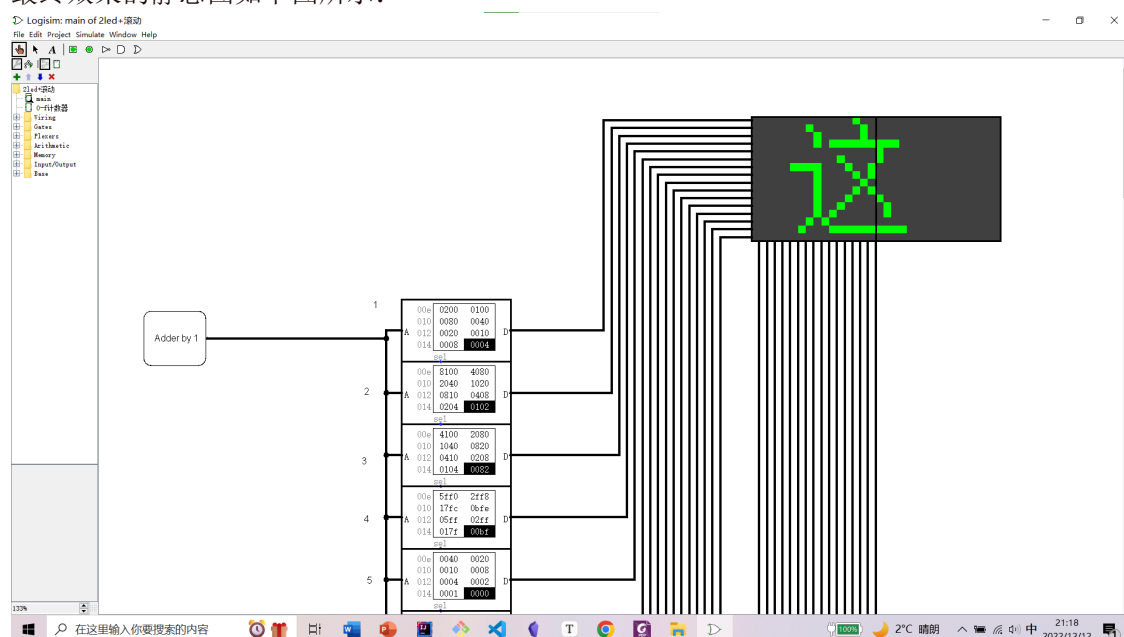 Logisim: main of 2led+滚动
File Edit Project Simulate Window Help
A
2led+滚动
main
0-f计数器
Wiring
Gates
Plexers
Arithmetic
Memory
Input/Output
Base
Adder by 1
1
00e 0200 0100
010 0080 0040
A 012 0020 0010 D
014 0008 0004
sel
2
00e 8100 4080
010 2040 1020
A 012 0810 0408 D
014 0204 0102
sel
3
00e 4100 2080
010 1040 0820
A 012 0410 0208 D
014 0104 0082
sel
4
00e 5ff0 2ff8
010 17fc 0bfe
A 012 05ff 02ff D
014 017f 00bf
sel
5
00e 0040 0020
010 0010 0008
A 012 0004 0002 D
014 0001 0000
sel
这
133%
在这里输入你要搜索的内容
100%
2°C 晴朗
中
21:18